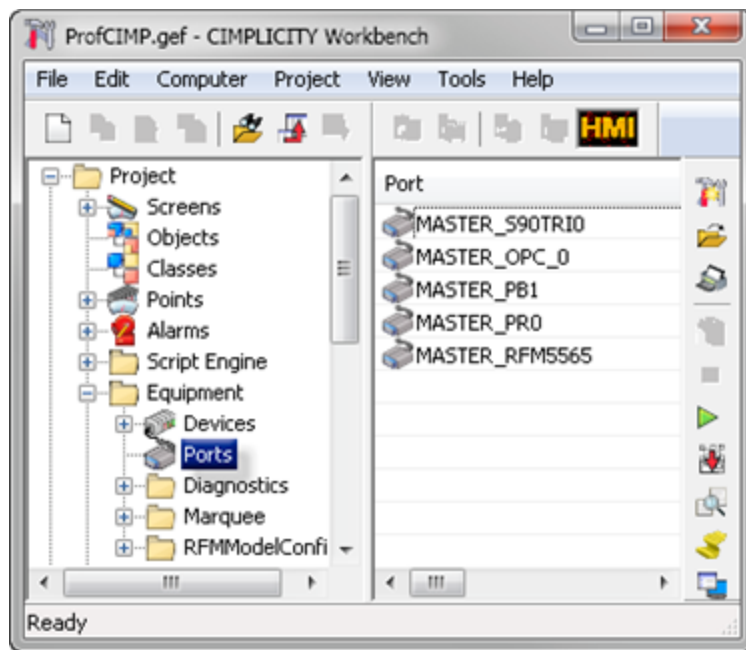 ProfCIMP.gef - CIMPLICITY Workbench
File Edit Computer Project View Tools Help
HMI
Project
Screens
Objects
Classes
Points
Alarms
Script Engine
Equipment
Devices
Ports
Diagnostics
Marquee
RFMModelConfi
Port
MASTER_S90TRI0
MASTER_OPC_0
MASTER_PB1
MASTER_PR0
MASTER_RFM5565
Ready